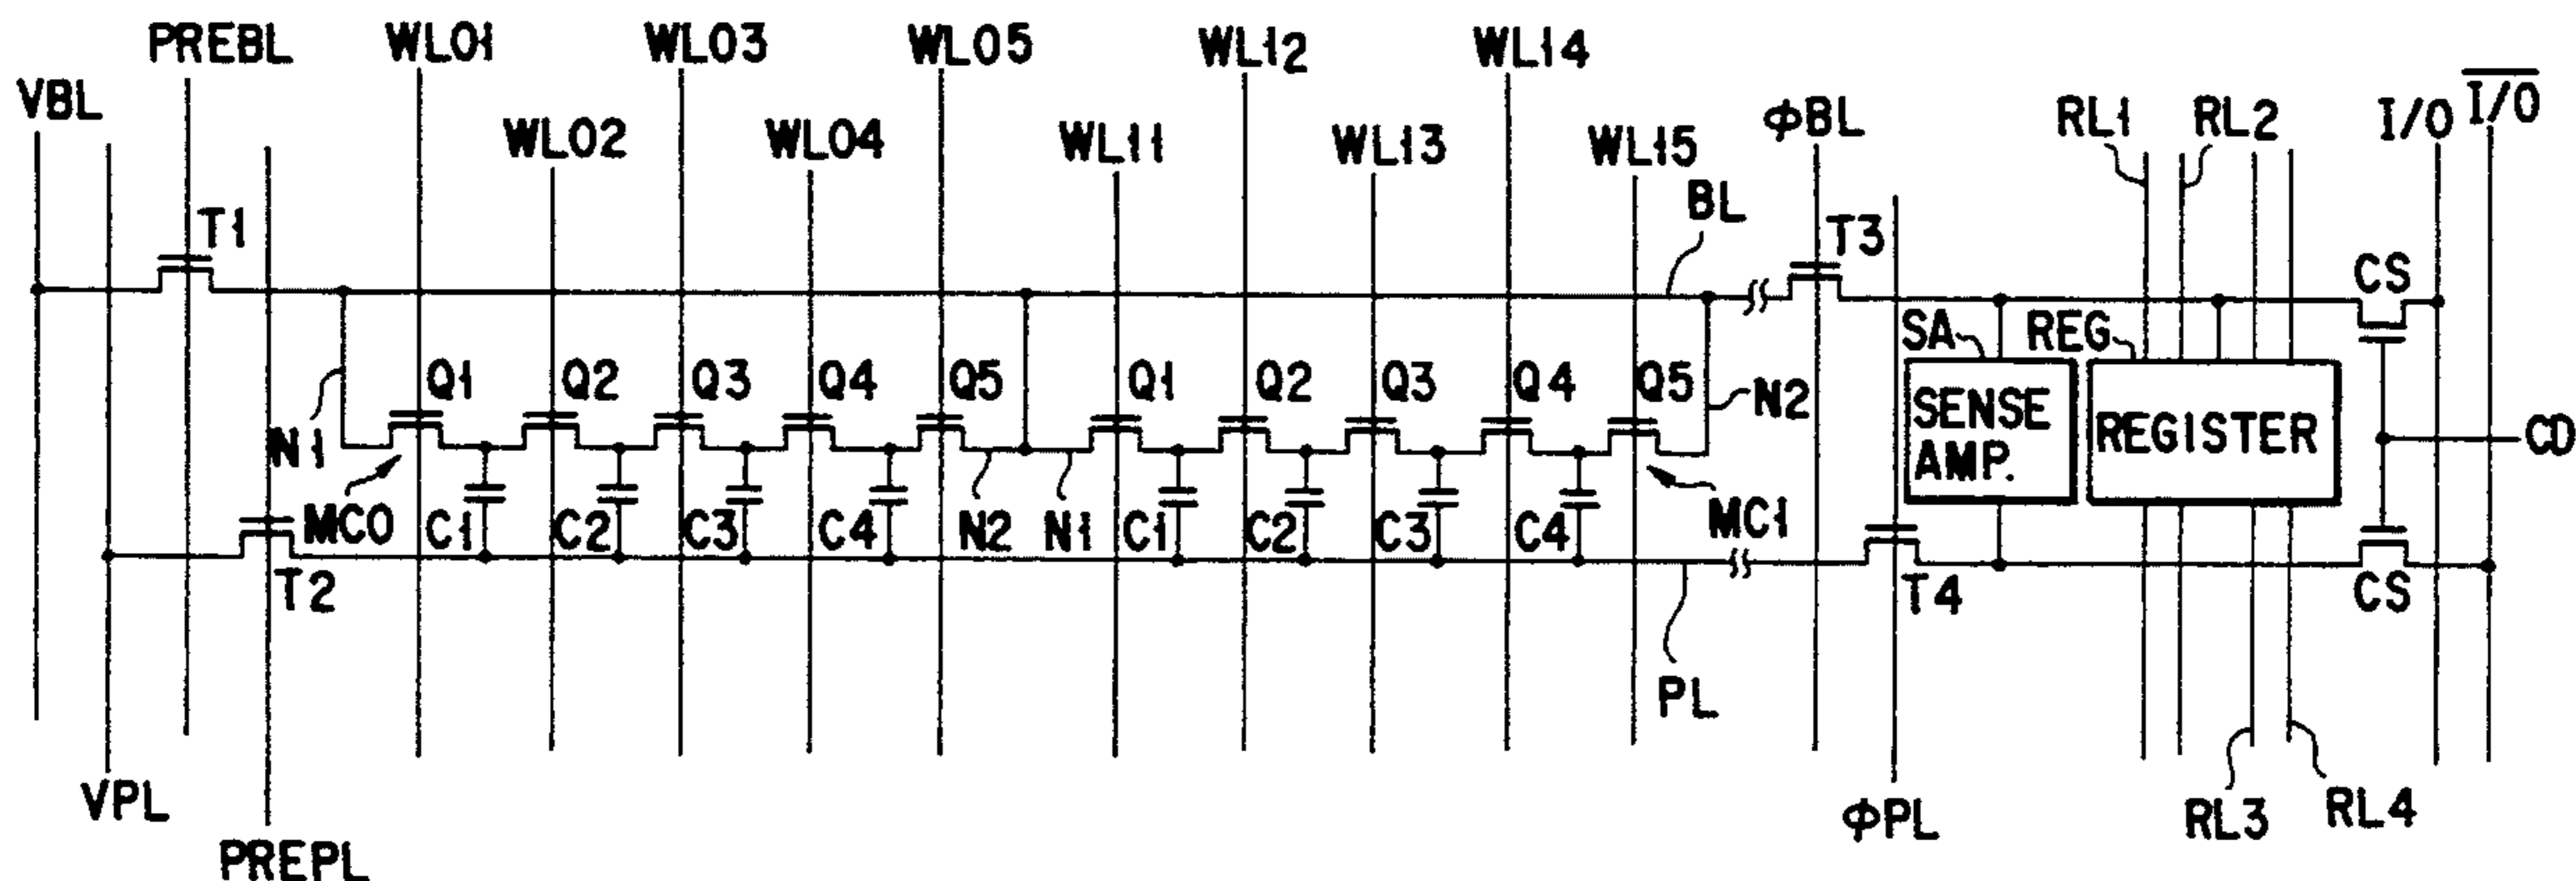 PREBL WL01 WL03 WL05 WL12 WL14
VBL WL02 WL04 WL11 WL13 WL15 ΦBL RL1 RL2 I/O I/O
T1 BL T3
CS
SA REG
Q1 Q2 Q3 Q4 Q5 Q1 Q2 Q3 Q4 Q5 N2
SENSE AMP.
REGISTER
CD
N1
MC0 C1 C2 C3 C4 N2 N1 C1 C2 C3 C4 MC1
T2 T4 CS
PL
VPL RL3 RL4
ΦPL
PREPL